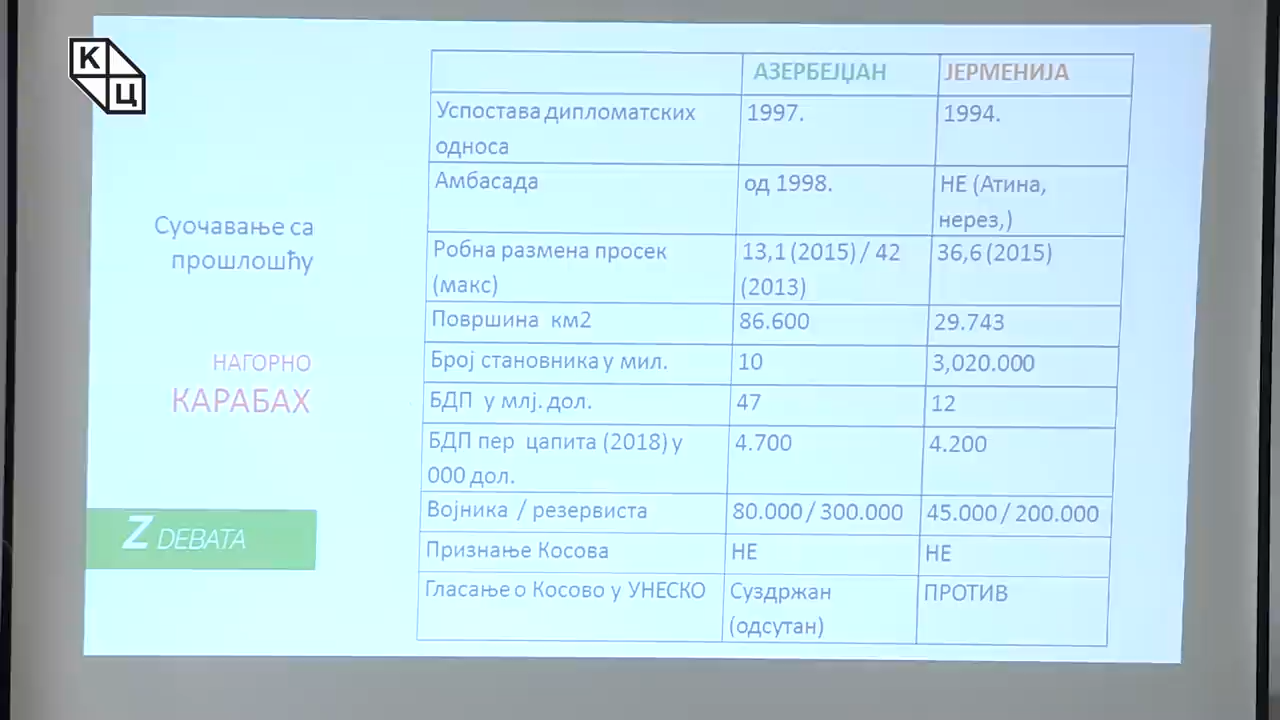 К
Ц
Суочавање са
прошлошћу
НАГОРНО
КАРАБАХ
Z DEBATA
АЗЕРБЕЈЏАН ЈЕРМЕНИЈА
Успостава дипломатских 1997. 1994.
односа
Амбасада од 1998. НЕ (Атина,
нерез,)
Робна размена просек 13,1 (2015) / 42 36,6 (2015)
(макс) (2013)
Површина км2 86.600 29.743
Број становника у мил. 10 3,020.000
БДП у млј. дол. 47 12
БДП пер цапита (2018) у 4.700 4.200
000 дол.
Војника / резервиста 80.000 / 300.000 45.000 / 200.000
Признање Косова НЕ НЕ
Гласање о Косово у УНЕСКО Суздржан ПРОТИВ
(одсутан)